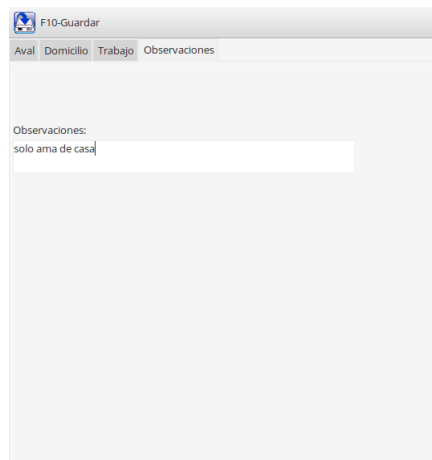 F10-Guardar
Aval Domicilio Trabajo Observaciones
Observaciones:
solo ama de casa